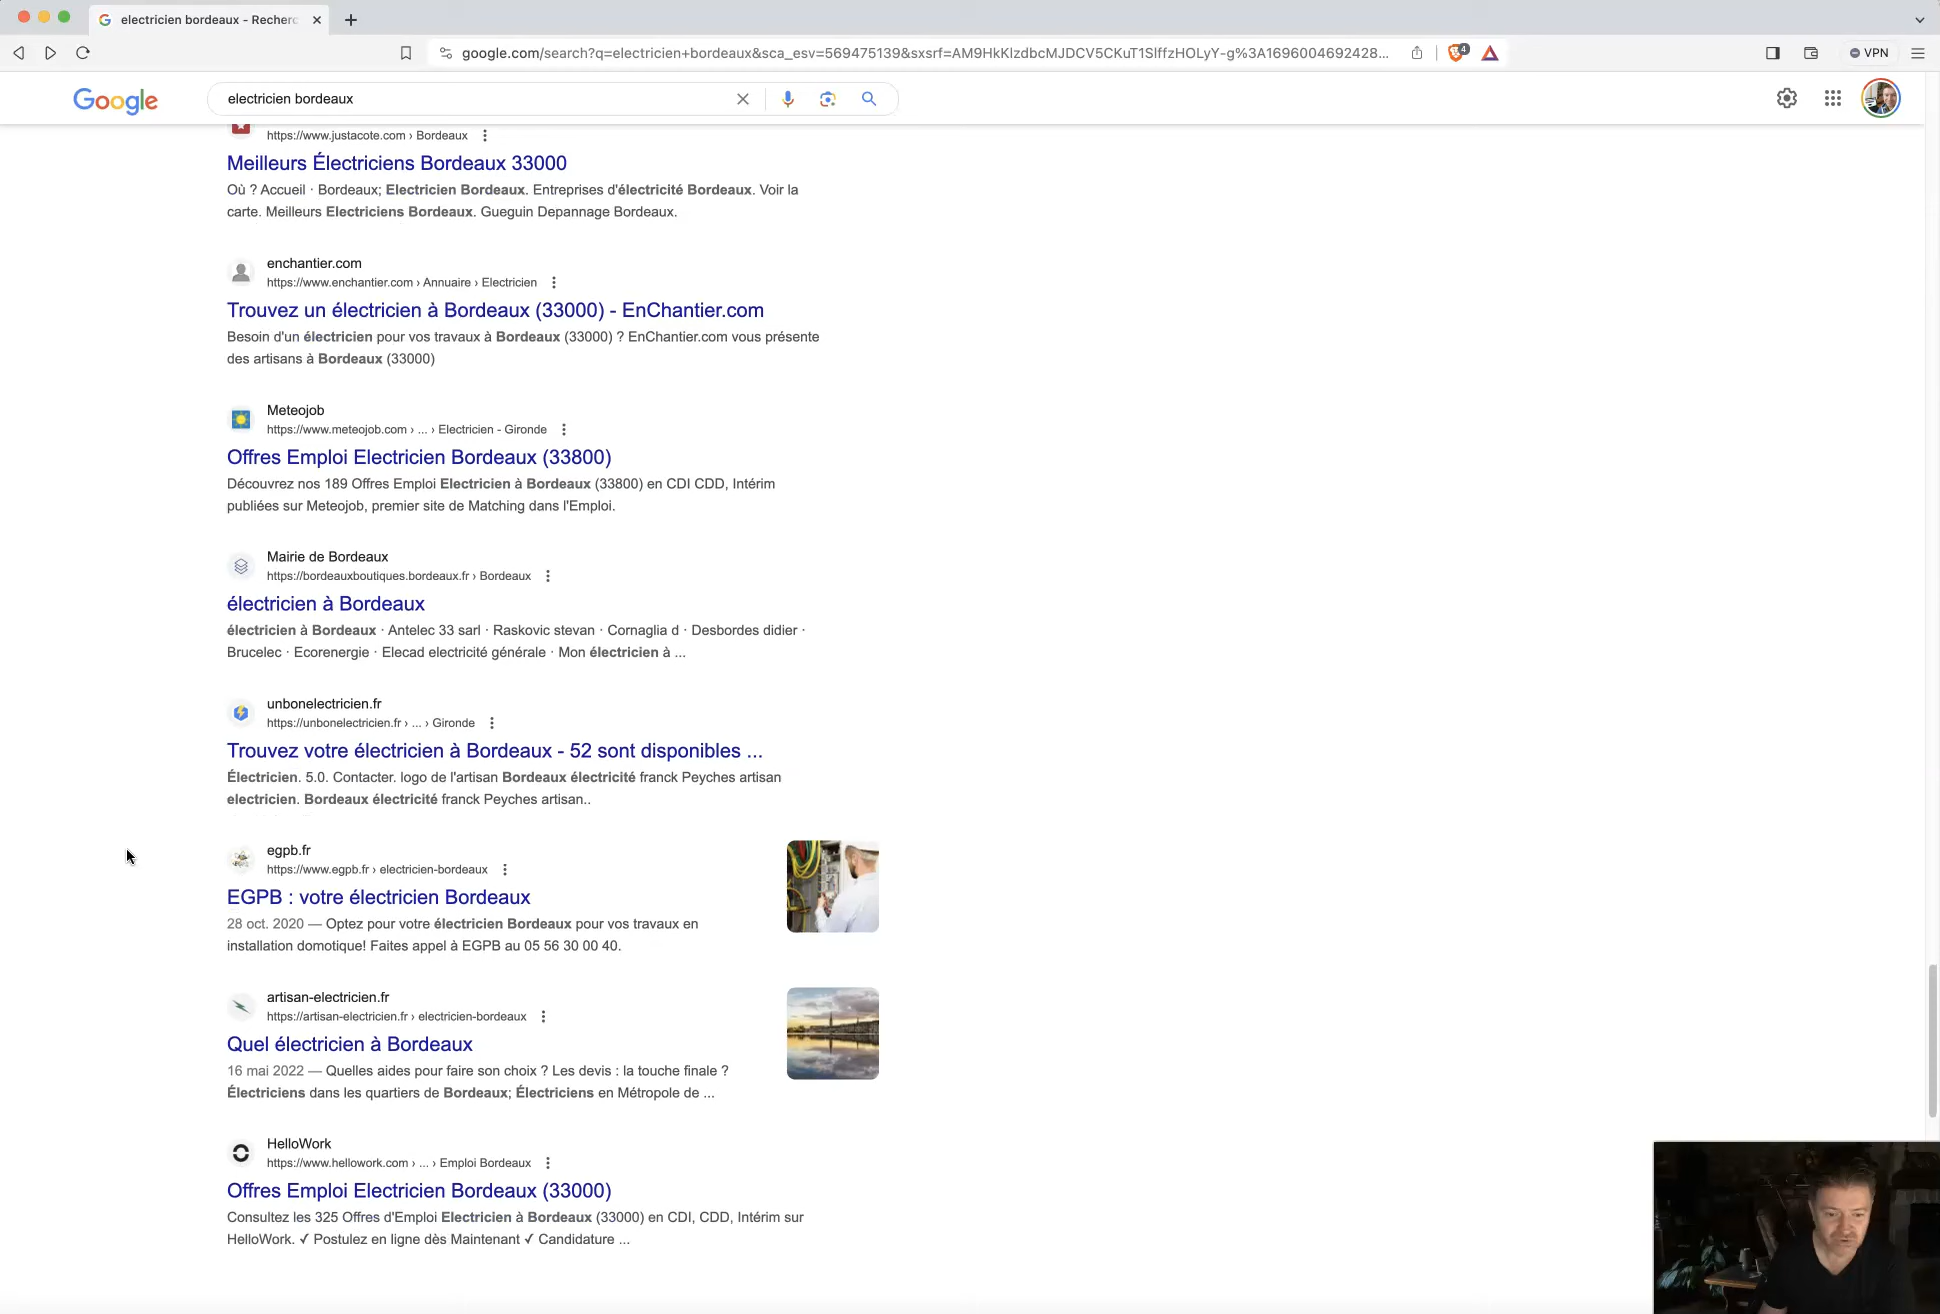 electricien bordeaux - Recherc
google.com/search?q=electricien+bordeaux&sca_esv=569475139&sxsrf=AM9HkKlzdbcMJDCV5CKuT1SlffzHOLyY-g%3A1696004692428...
4
VPN
Google
electricien bordeaux
https://www.justacote.com › Bordeaux
Meilleurs Électriciens Bordeaux 33000
Où ? Accueil · Bordeaux; Electricien Bordeaux. Entreprises d'électricité Bordeaux. Voir la
carte. Meilleurs Electriciens Bordeaux. Gueguin Depannage Bordeaux.
enchantier.com
https://www.enchantier.com › Annuaire › Electricien
Trouvez un électricien à Bordeaux (33000) - EnChantier.com
Besoin d'un électricien pour vos travaux à Bordeaux (33000) ? EnChantier.com vous présente
des artisans à Bordeaux (33000)
Meteojob
https://www.meteojob.com › ... › Electricien - Gironde
Offres Emploi Electricien Bordeaux (33800)
Découvrez nos 189 Offres Emploi Electricien à Bordeaux (33800) en CDI CDD, Intérim
publiées sur Meteojob, premier site de Matching dans l'Emploi.
Mairie de Bordeaux
https://bordeauxboutiques.bordeaux.fr › Bordeaux
électricien à Bordeaux
électricien à Bordeaux · Antelec 33 sarl · Raskovic stevan · Cornaglia d · Desbordes didier ·
Brucelec · Ecorenergie · Elecad electricité générale · Mon électricien à ...
unbonelectricien.fr
https://unbonelectricien.fr › ... › Gironde
Trouvez votre électricien à Bordeaux - 52 sont disponibles ...
Électricien. 5.0. Contacter. logo de l'artisan Bordeaux électricité franck Peyches artisan
electricien. Bordeaux électricité franck Peyches artisan..
egpb.fr
https://www.egpb.fr › electricien-bordeaux
EGPB : votre électricien Bordeaux
28 oct. 2020 — Optez pour votre électricien Bordeaux pour vos travaux en
installation domotique! Faites appel à EGPB au 05 56 30 00 40.
artisan-electricien.fr
https://artisan-electricien.fr › electricien-bordeaux
Quel électricien à Bordeaux
16 mai 2022 — Quelles aides pour faire son choix ? Les devis : la touche finale ?
Électriciens dans les quartiers de Bordeaux; Électriciens en Métropole de ...
HelloWork
https://www.hellowork.com › ... › Emploi Bordeaux
Offres Emploi Electricien Bordeaux (33000)
Consultez les 325 Offres d'Emploi Electricien à Bordeaux (33000) en CDI, CDD, Intérim sur
HelloWork. ✓ Postulez en ligne dès Maintenant ✓ Candidature ...